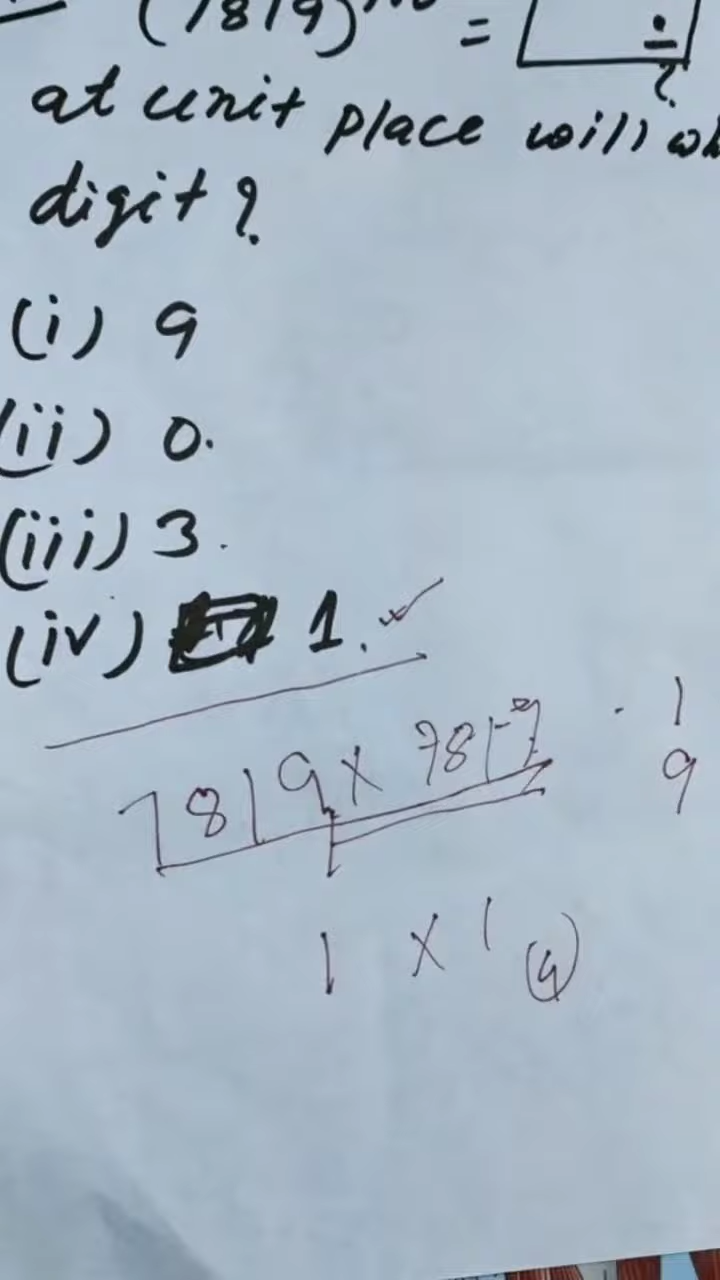 (7819) =
at unit place will
digit ?
(i) 9
(ii) 0.
(iii) 3.
(iv) 1.
7819 x 7819
1
9
1 x 1